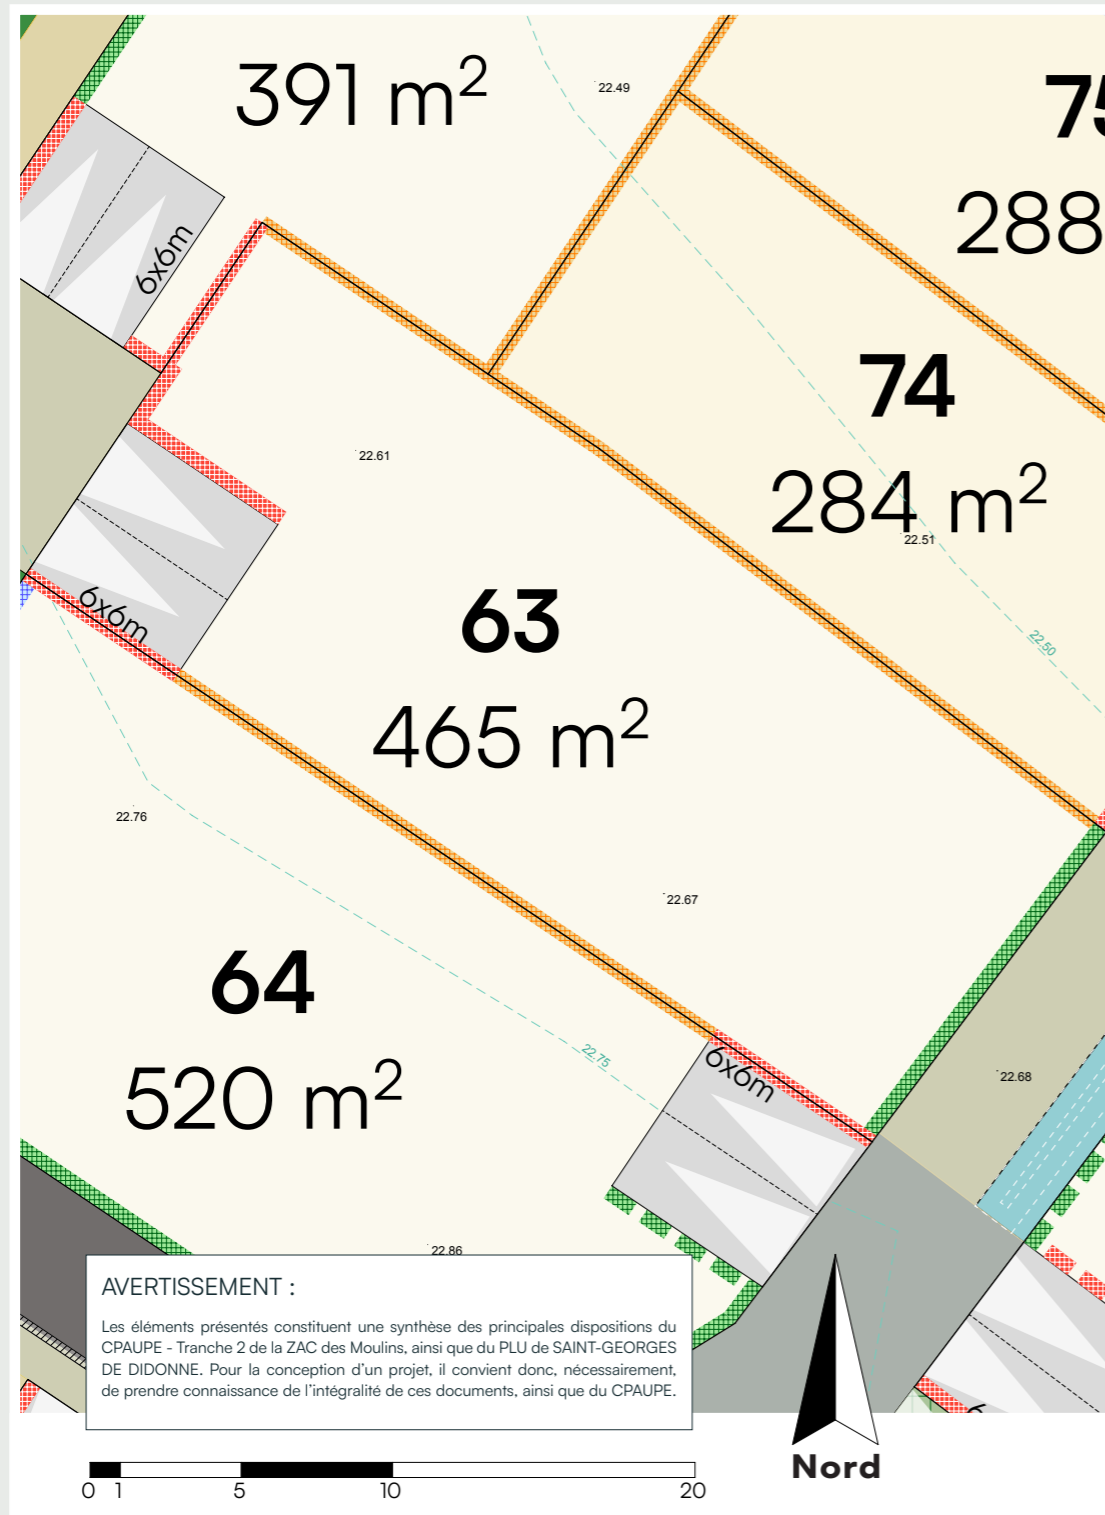 391 m²
22.49
75
288
6x6m
74
284 m²
22.51
22.61
22.50
63
465 m²
6x6m
22.76
22.67
64
520 m²
22.75
6x6m
22.68
22.86
AVERTISSEMENT :
Les éléments présentés constituent une synthèse des principales dispositions du
CPAUPE - Tranche 2 de la ZAC des Moulins, ainsi que du PLU de SAINT-GEORGES
DE DIDONNE. Pour la conception d'un projet, il convient donc, nécessairement,
de prendre connaissance de l'intégralité de ces documents, ainsi que du CPAUPE.
Nord
0 1 5 10 20